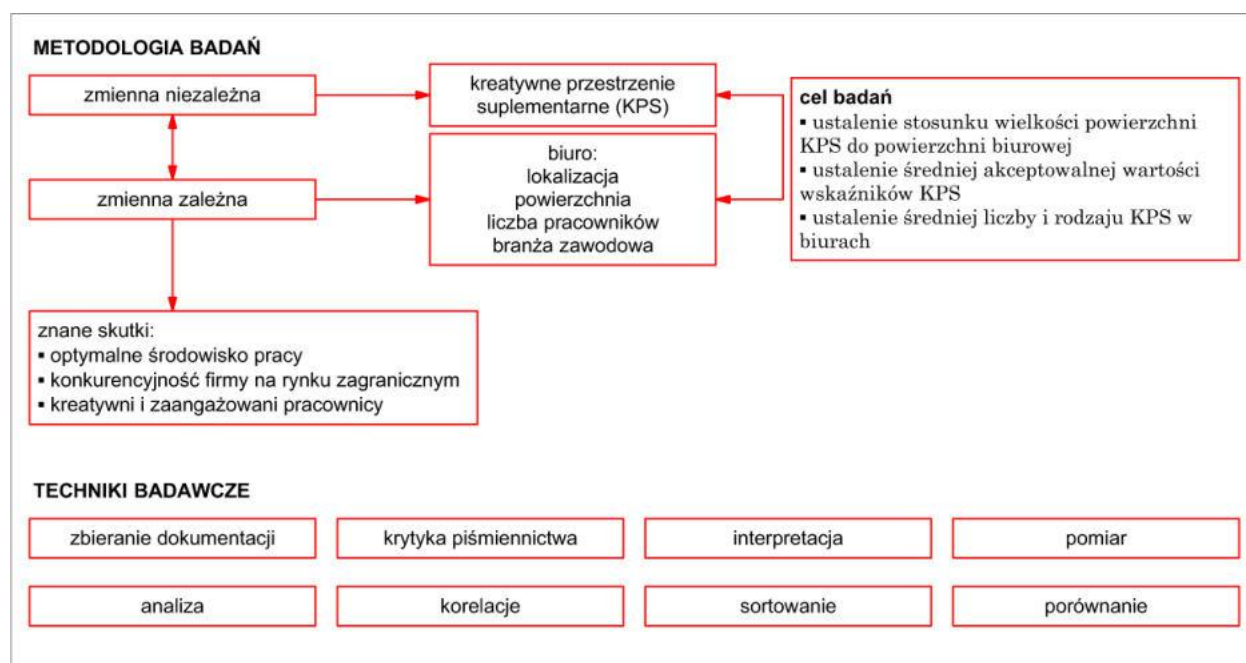 METODOLOGIA BADAŃ
zmienna niezależna
kreatywne przestrzenie
suplementarne (KPS)
zmienna zależna
biuro:
lokalizacja
powierzchnia
liczba pracowników
branża zawodowa
cel badań
▪ ustalenie stosunku wielkości powierzchni
KPS do powierzchni biurowej
▪ ustalenie średniej akceptowalnej wartości
wskaźników KPS
▪ ustalenie średniej liczby i rodzaju KPS w
biurach
znane skutki:
▪ optymalne środowisko pracy
▪ konkurencyjność firmy na rynku zagranicznym
▪ kreatywni i zaangażowani pracownicy
TECHNIKI BADAWCZE
zbieranie dokumentacji
krytyka piśmiennictwa
interpretacja
pomiar
analiza
korelacje
sortowanie
porównanie